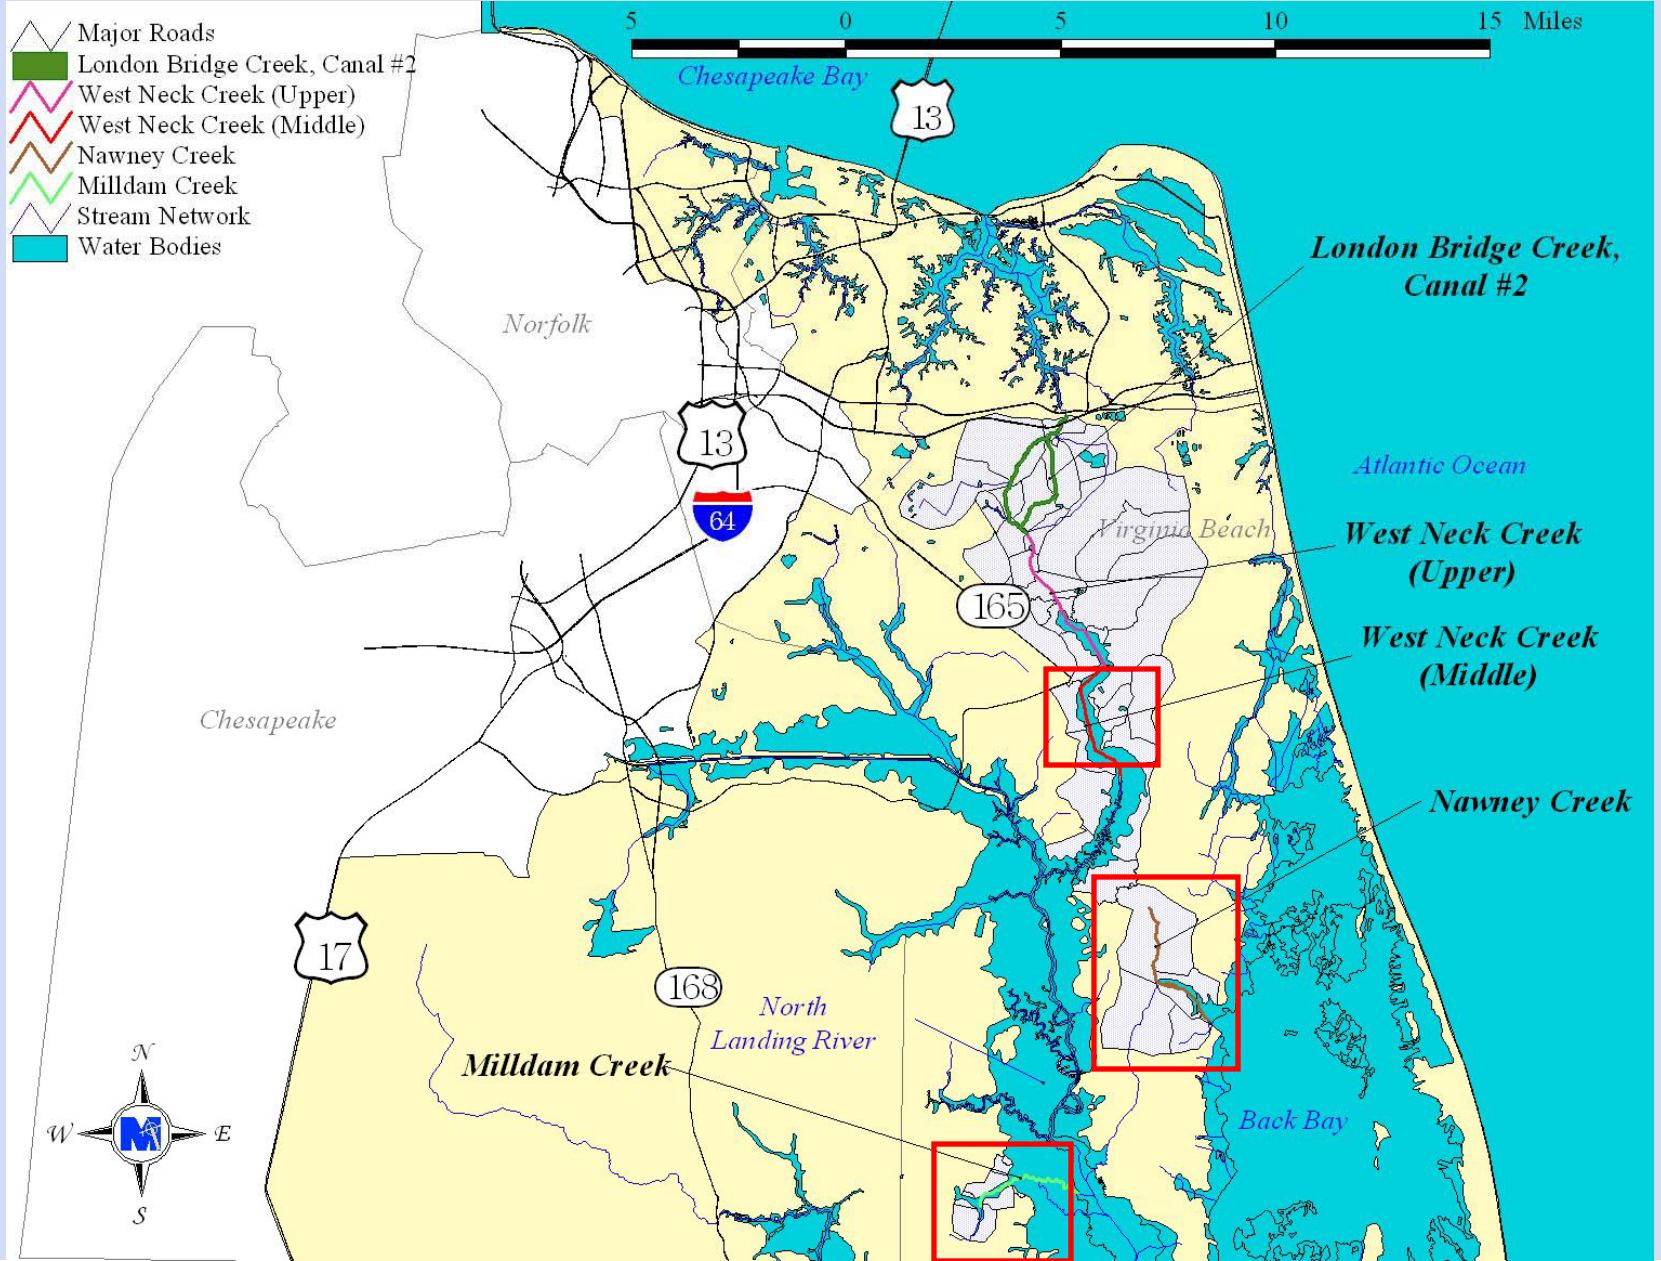 Major Roads
London Bridge Creek, Canal #2
West Neck Creek (Upper)
West Neck Creek (Middle)
Nawney Creek
Milldam Creek
Stream Network
Water Bodies
5 0 5 10 15 Miles
Chesapeake Bay
13
London Bridge Creek,
Canal #2
Norfolk
13
64
Atlantic Ocean
Virginia Beach
West Neck Creek
(Upper)
165
West Neck Creek
(Middle)
Chesapeake
Nawney Creek
17
168
North
Landing River
Milldam Creek
Back Bay
N
W
M
E
S